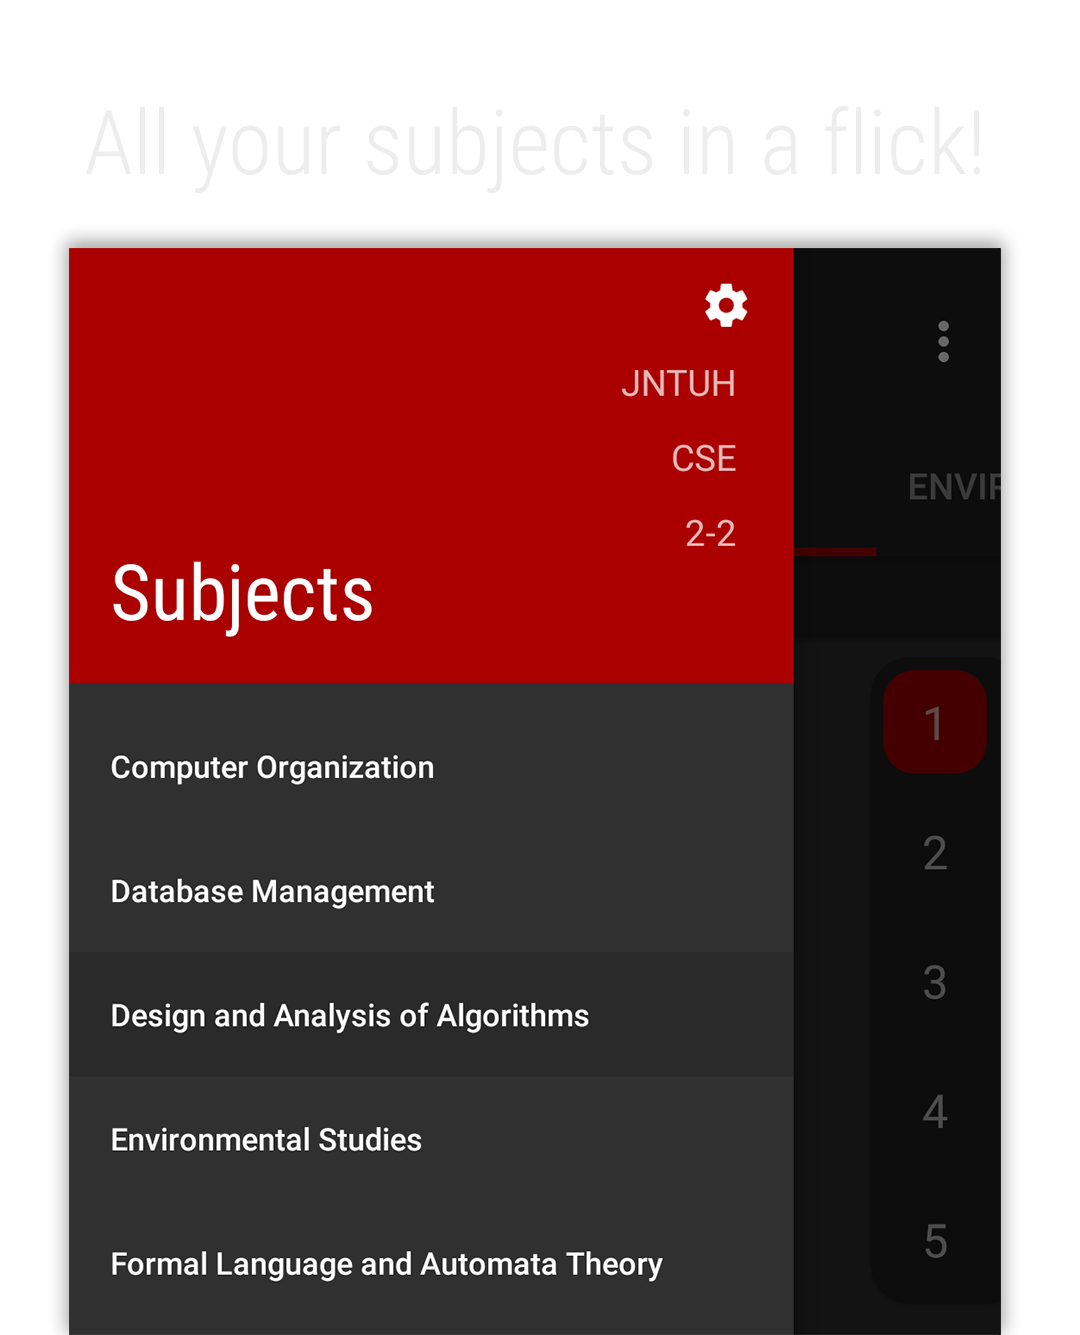 All your subjects in a flick!
JNTUH
CSE
2-2
Subjects
Computer Organization
Database Management
Design and Analysis of Algorithms
Environmental Studies
Formal Language and Automata Theory
ENVIR
1
2
3
4
5